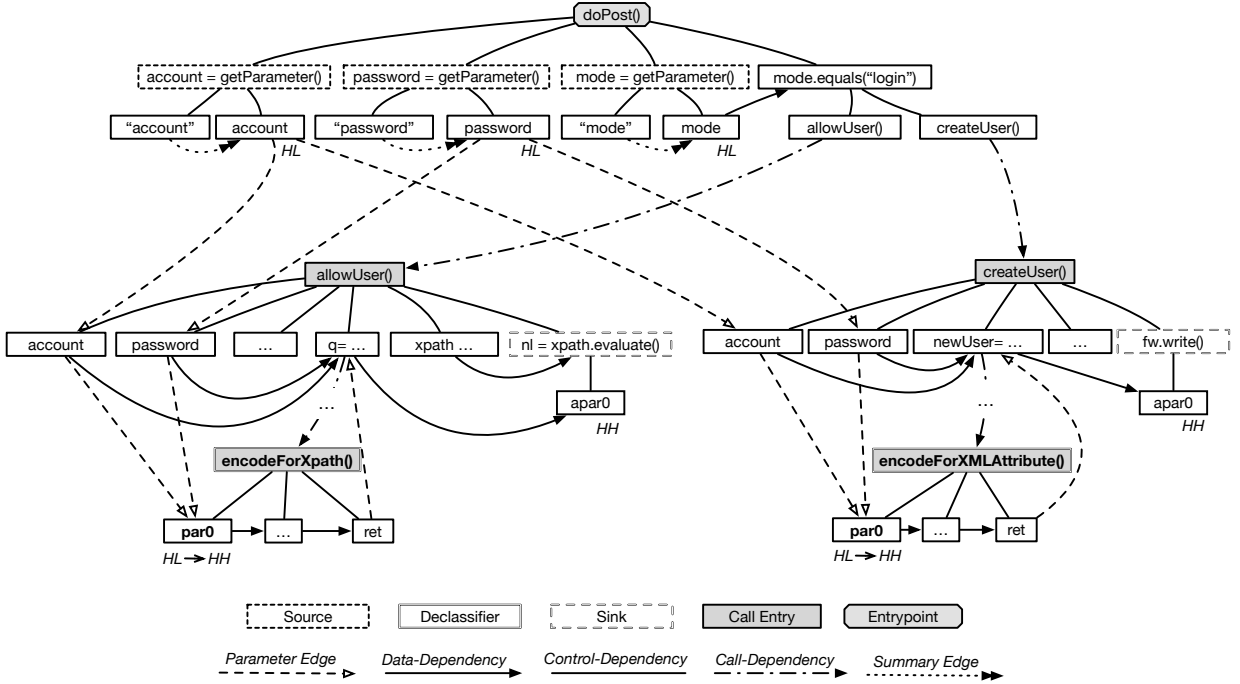 doPost()
account = getParameter()
password = getParameter()
mode = getParameter()
mode.equals(“login”)
“account”
account
“password”
password
“mode”
mode
allowUser()
createUser()
HL
HL
HL
allowUser()
createUser()
account
password
...
q= ...
xpath ...
nl = xpath.evaluate()
account
password
newUser= ...
...
fw.write()
...
apar0
HH
...
apar0
HH
encodeForXpath()
encodeForXMLAttribute()
par0
...
ret
HL → HH
par0
...
ret
HL → HH
Source
Declassifier
Sink
Call Entry
Entrypoint
Parameter Edge
Data-Dependency
Control-Dependency
Call-Dependency
Summary Edge